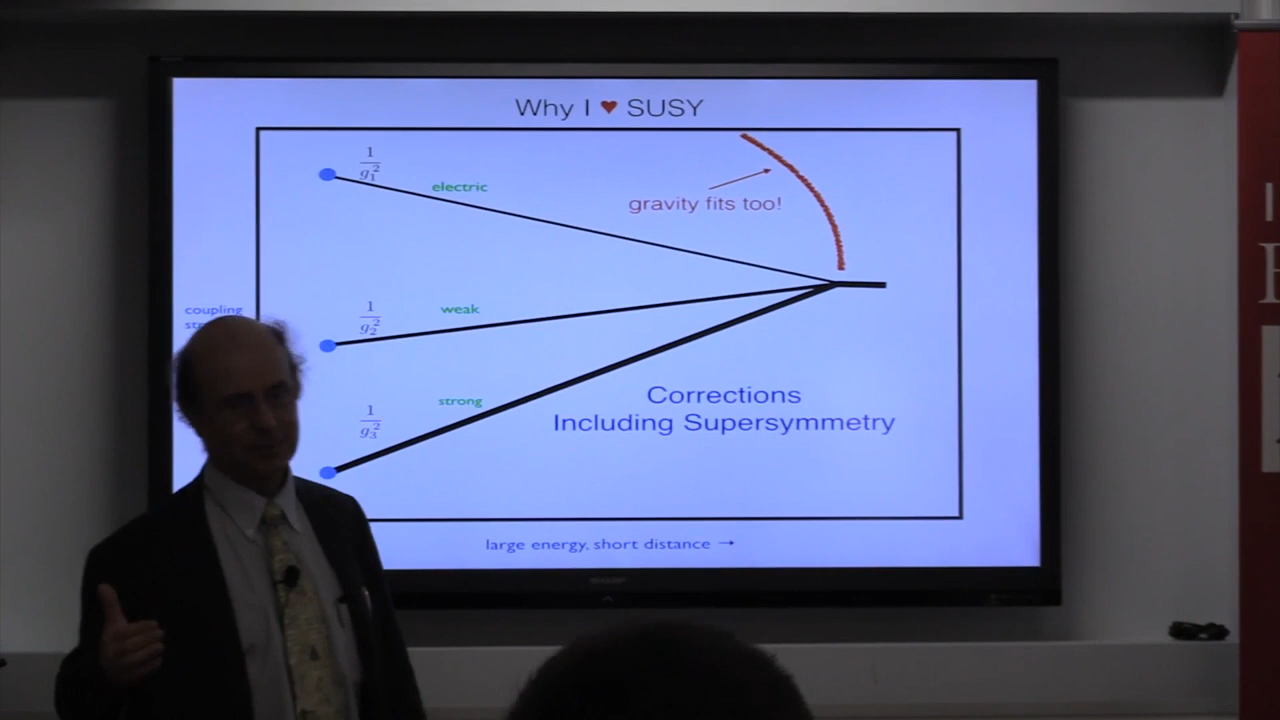 Why I ♥ SUSY
1/g₁²
electric
gravity fits too!
coupling
1/g₂²
weak
1/g₃²
strong
Corrections
Including Supersymmetry
large energy, short distance →
SHARP